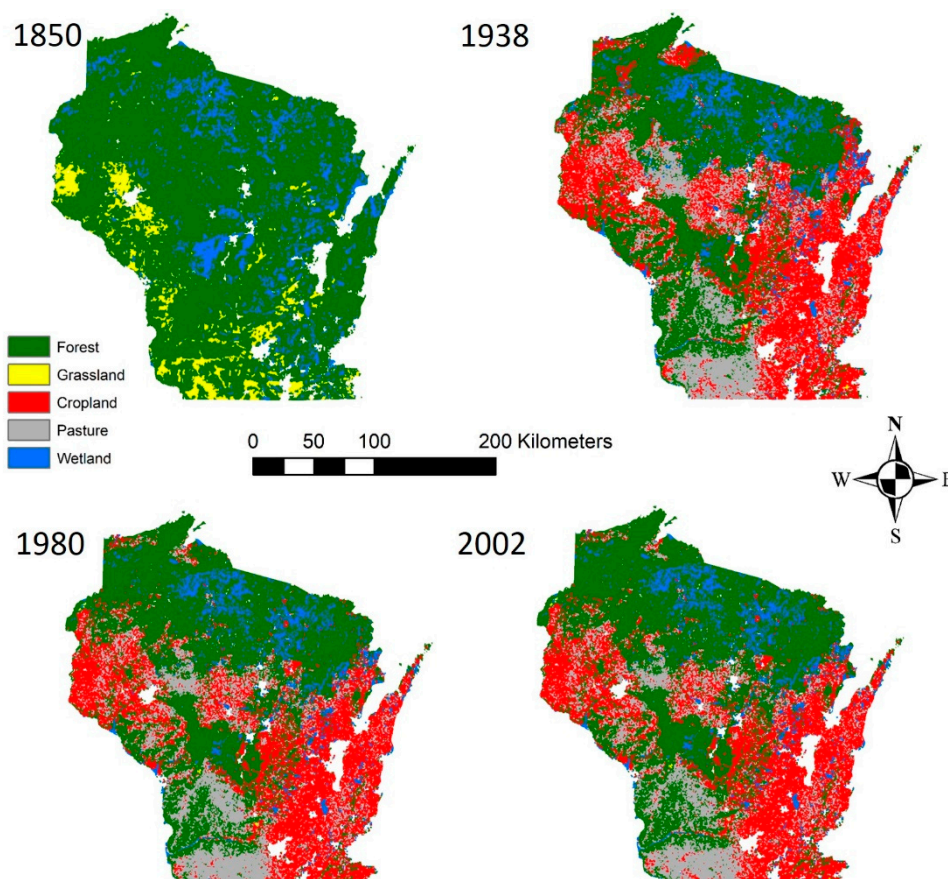 1850
1938
Forest
Grassland
Cropland
Pasture
Wetland
0 50 100 200 Kilometers
N
W E
S
1980
2002